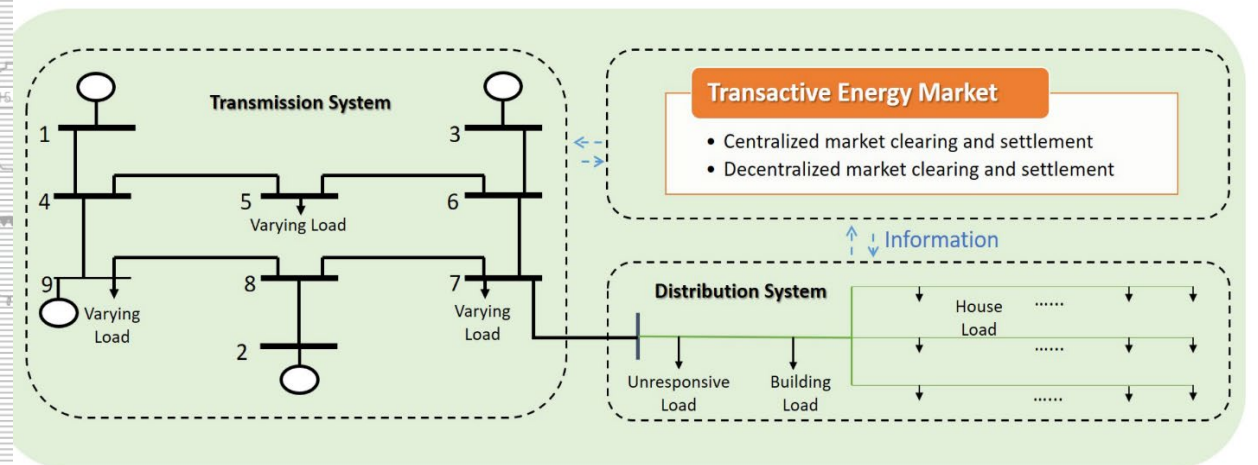 Transmission System
1
3
4
5
6
Varying Load
9
8
7
Varying
Load
Varying
Load
2
Transactive Energy Market
• Centralized market clearing and settlement
• Decentralized market clearing and settlement
Information
Distribution System
House
Load
......
......
......
Unresponsive
Load
Building
Load